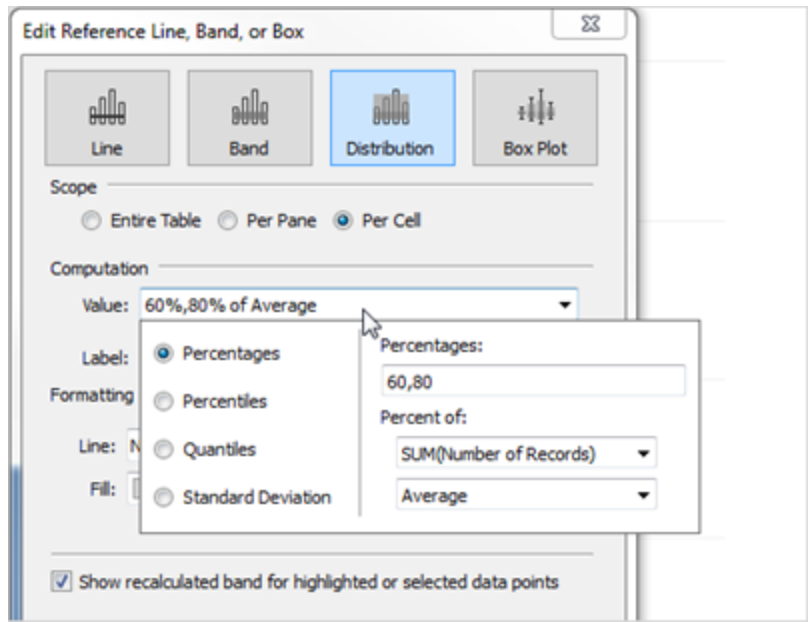 Edit Reference Line, Band, or Box
Line Band Distribution Box Plot
Scope
Entire Table Per Pane Per Cell
Computation
Value: 60%,80% of Average
Label:
Percentages
Percentages:
60,80
Formatting
Percentiles
Percent of:
Line: N
Quantiles
SUM(Number of Records)
Fill:
Standard Deviation
Average
Show recalculated band for highlighted or selected data points